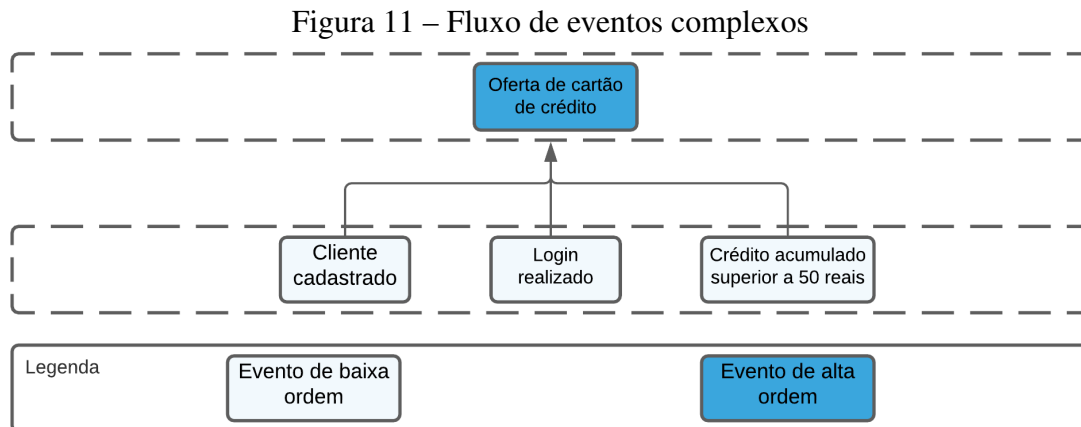 Figura 11 – Fluxo de eventos complexos
Oferta de cartão
de crédito
Cliente
cadastrado
Login
realizado
Crédito acumulado
superior a 50 reais
Legenda
Evento de baixa
ordem
Evento de alta
ordem